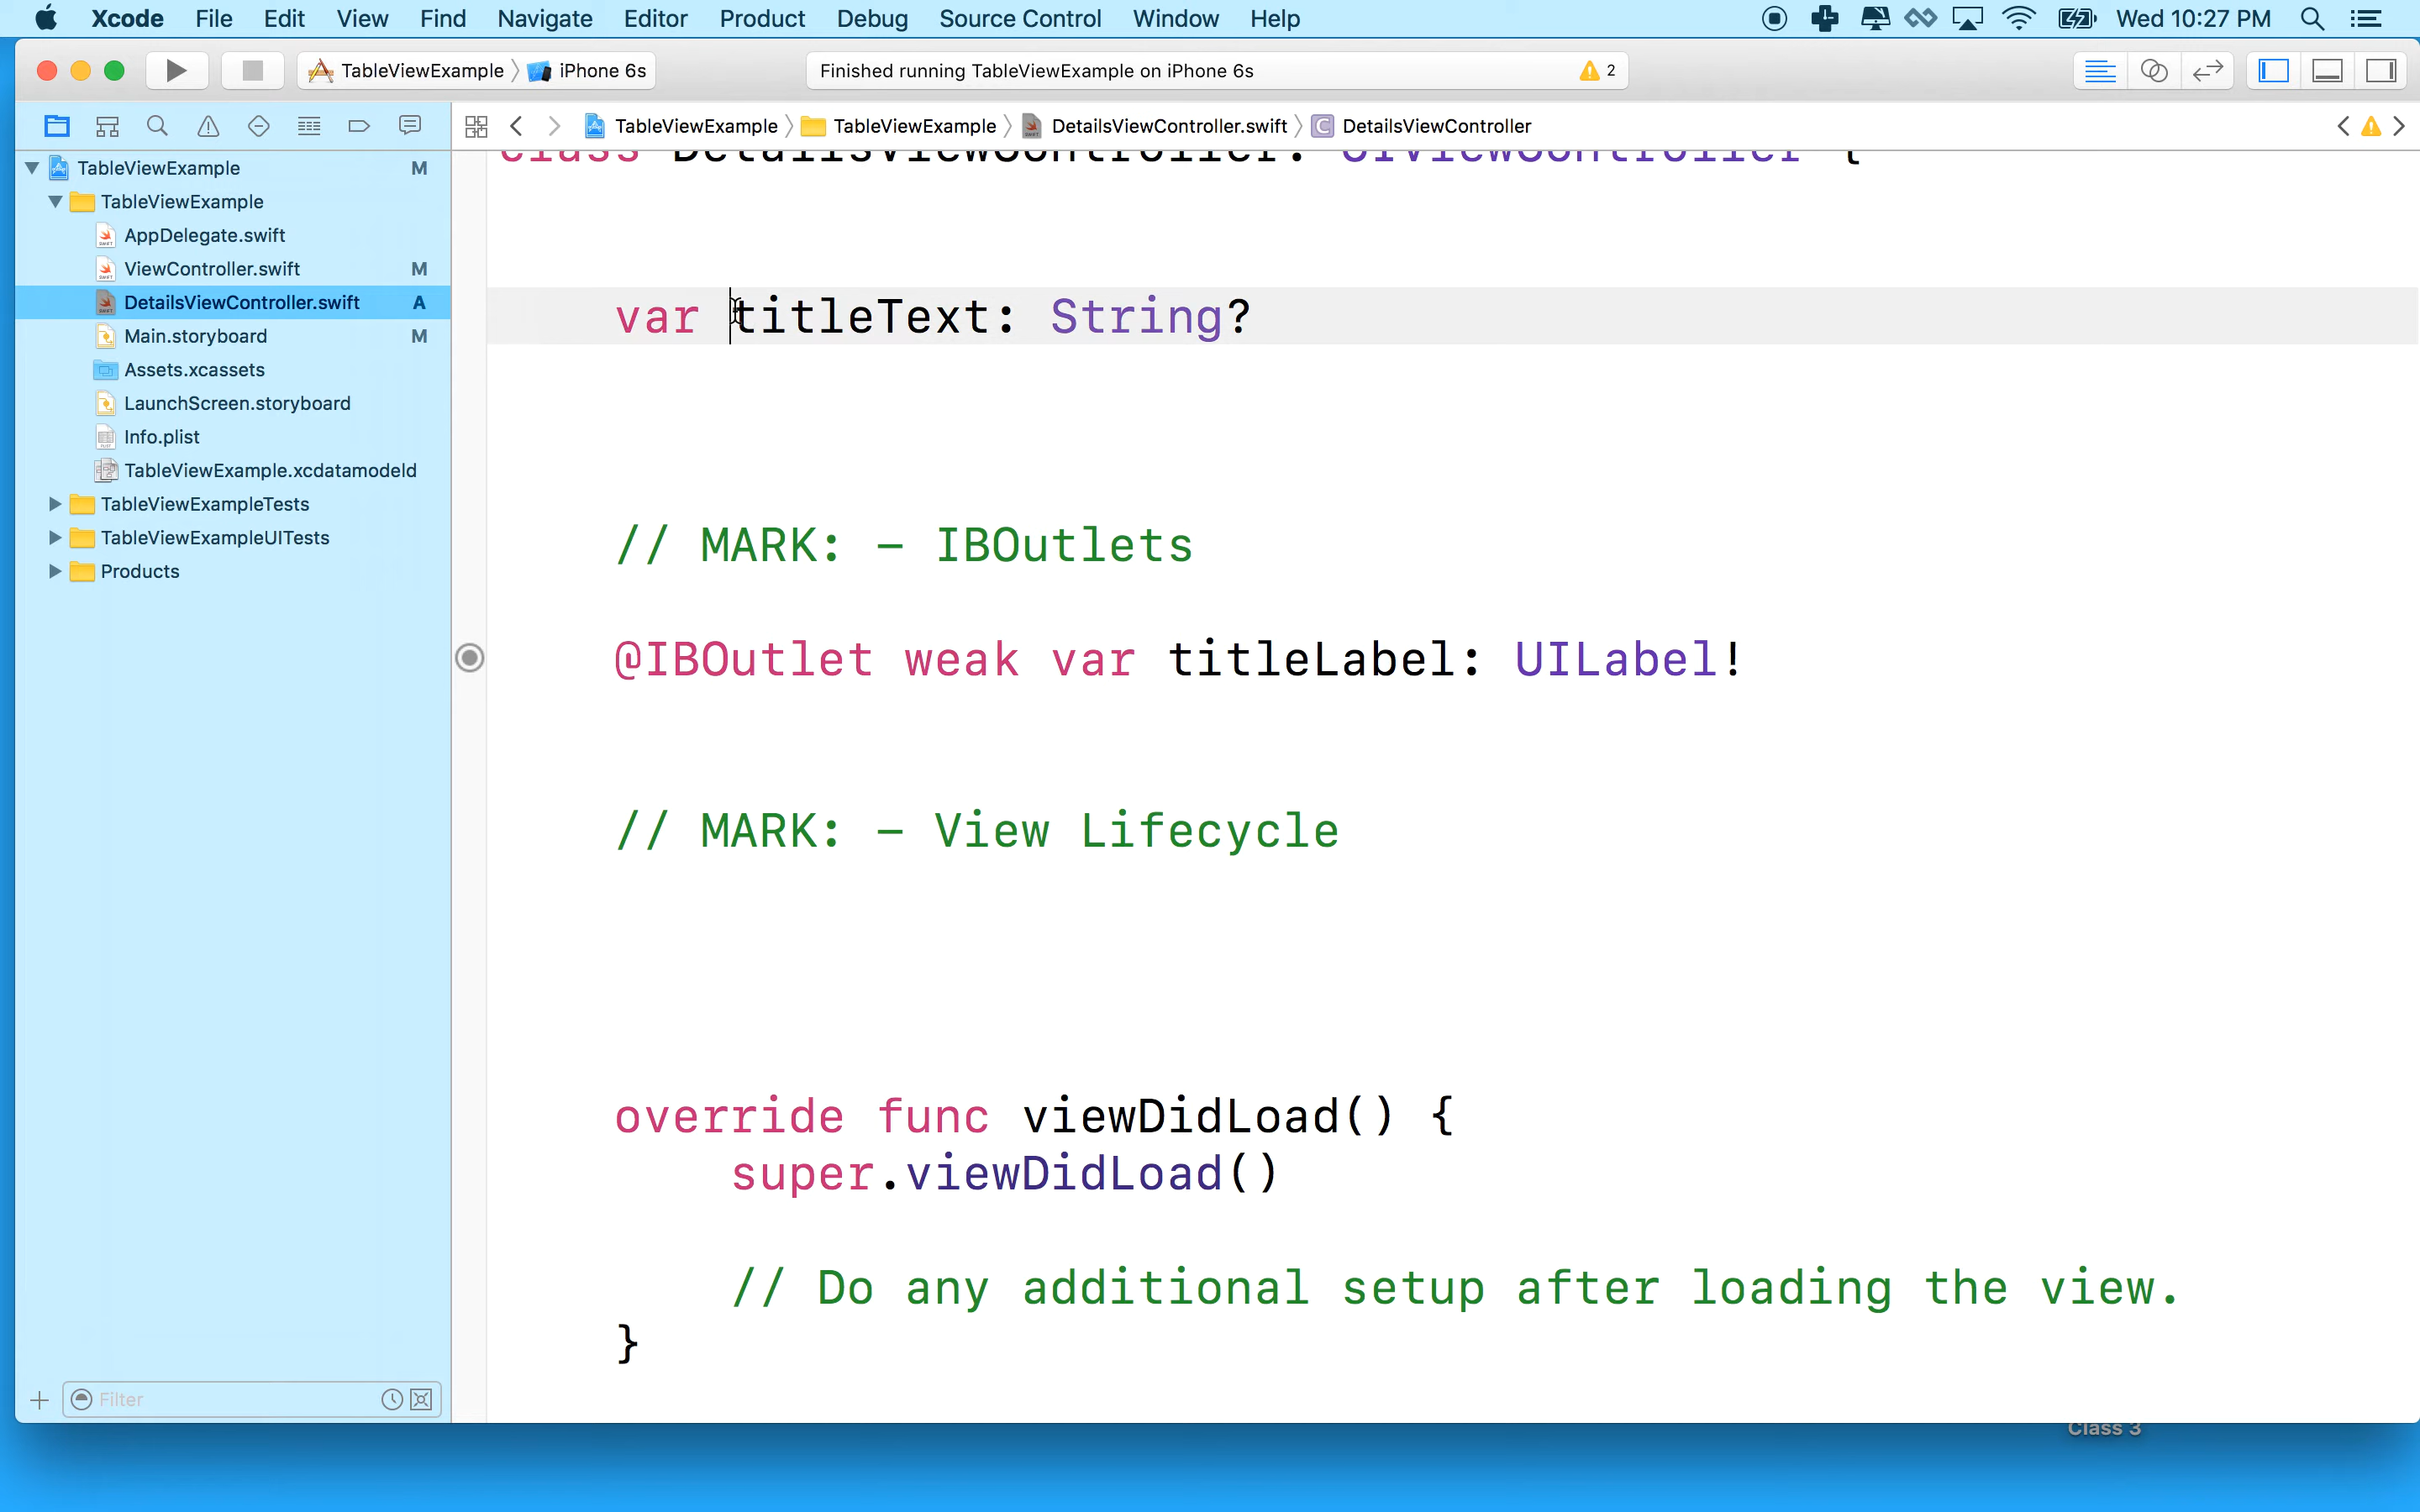 Xcode File Edit View Find Navigate Editor Product Debug Source Control Window Help Wed 10:27 PM
TableViewExample iPhone 6s Finished running TableViewExample on iPhone 6s 2
TableViewExample TableViewExample DetailsViewController.swift C DetailsViewController
TableViewExample M
TableViewExample
AppDelegate.swift
ViewController.swift M
DetailsViewController.swift A
Main.storyboard M
Assets.xcassets
LaunchScreen.storyboard
Info.plist
TableViewExample.xcdatamodeld
TableViewExampleTests
TableViewExampleUITests
Products
Filter
class DetailsViewController: UIViewController {
var titleText: String?
// MARK: - IBOutlets
@IBOutlet weak var titleLabel: UILabel!
// MARK: - View Lifecycle
override func viewDidLoad() {
super.viewDidLoad()
// Do any additional setup after loading the view.
}
Class 3